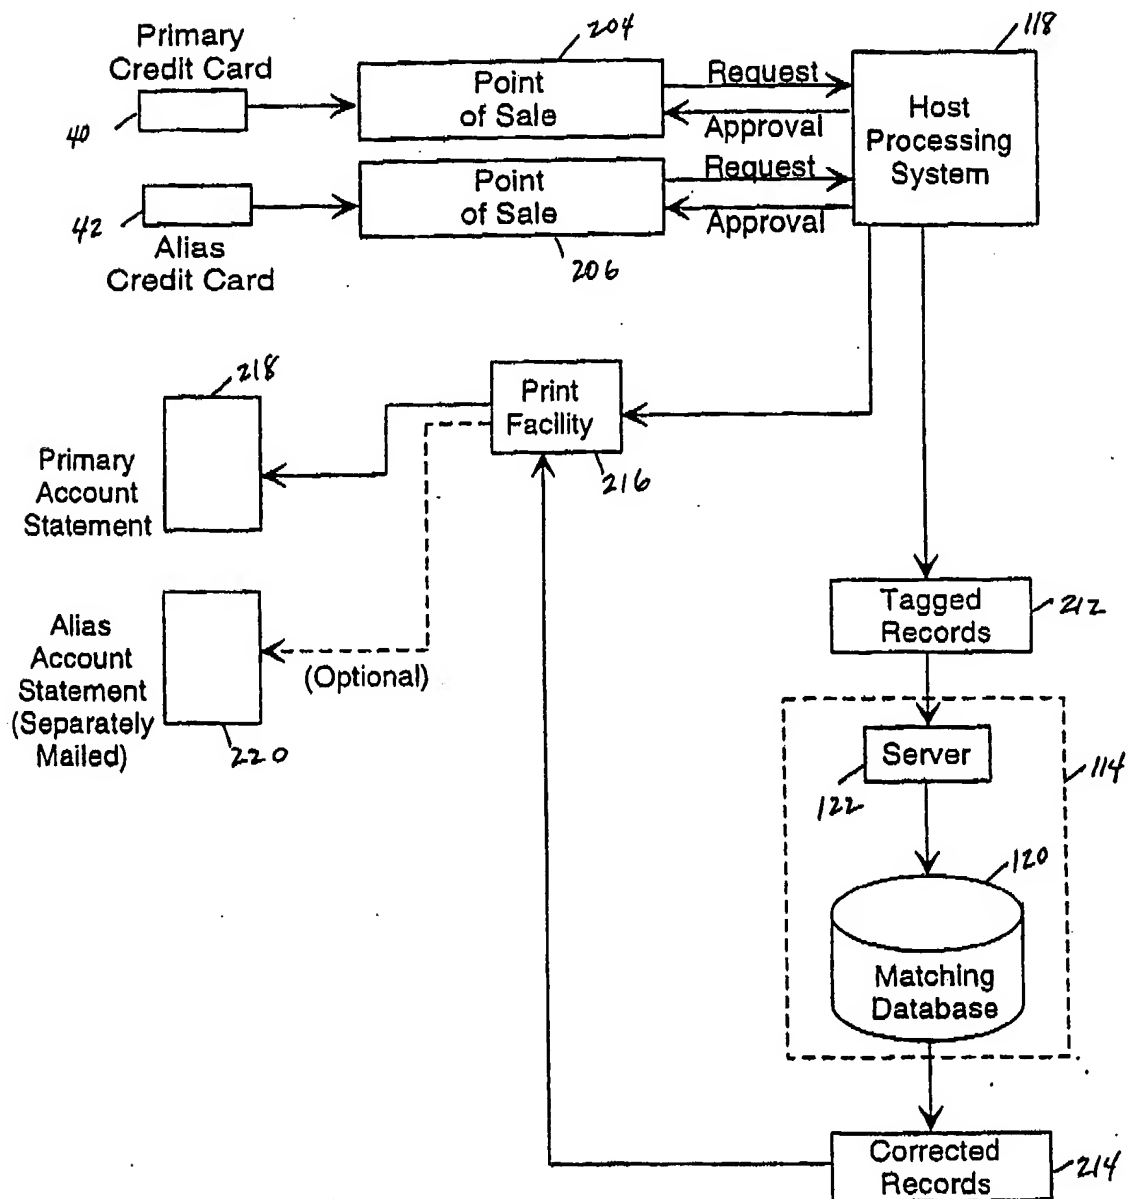 Primary
Credit Card
40
204
Point
of Sale
Request
Approval
118
Host
Processing
System
42
Alias
Credit Card
Point
of Sale
206
Request
Approval
218
Primary
Account
Statement
Print
Facility
216
Alias
Account
Statement
(Separately
Mailed)
220
(Optional)
Tagged
Records
212
Server
122
114
120
Matching
Database
Corrected
Records
214